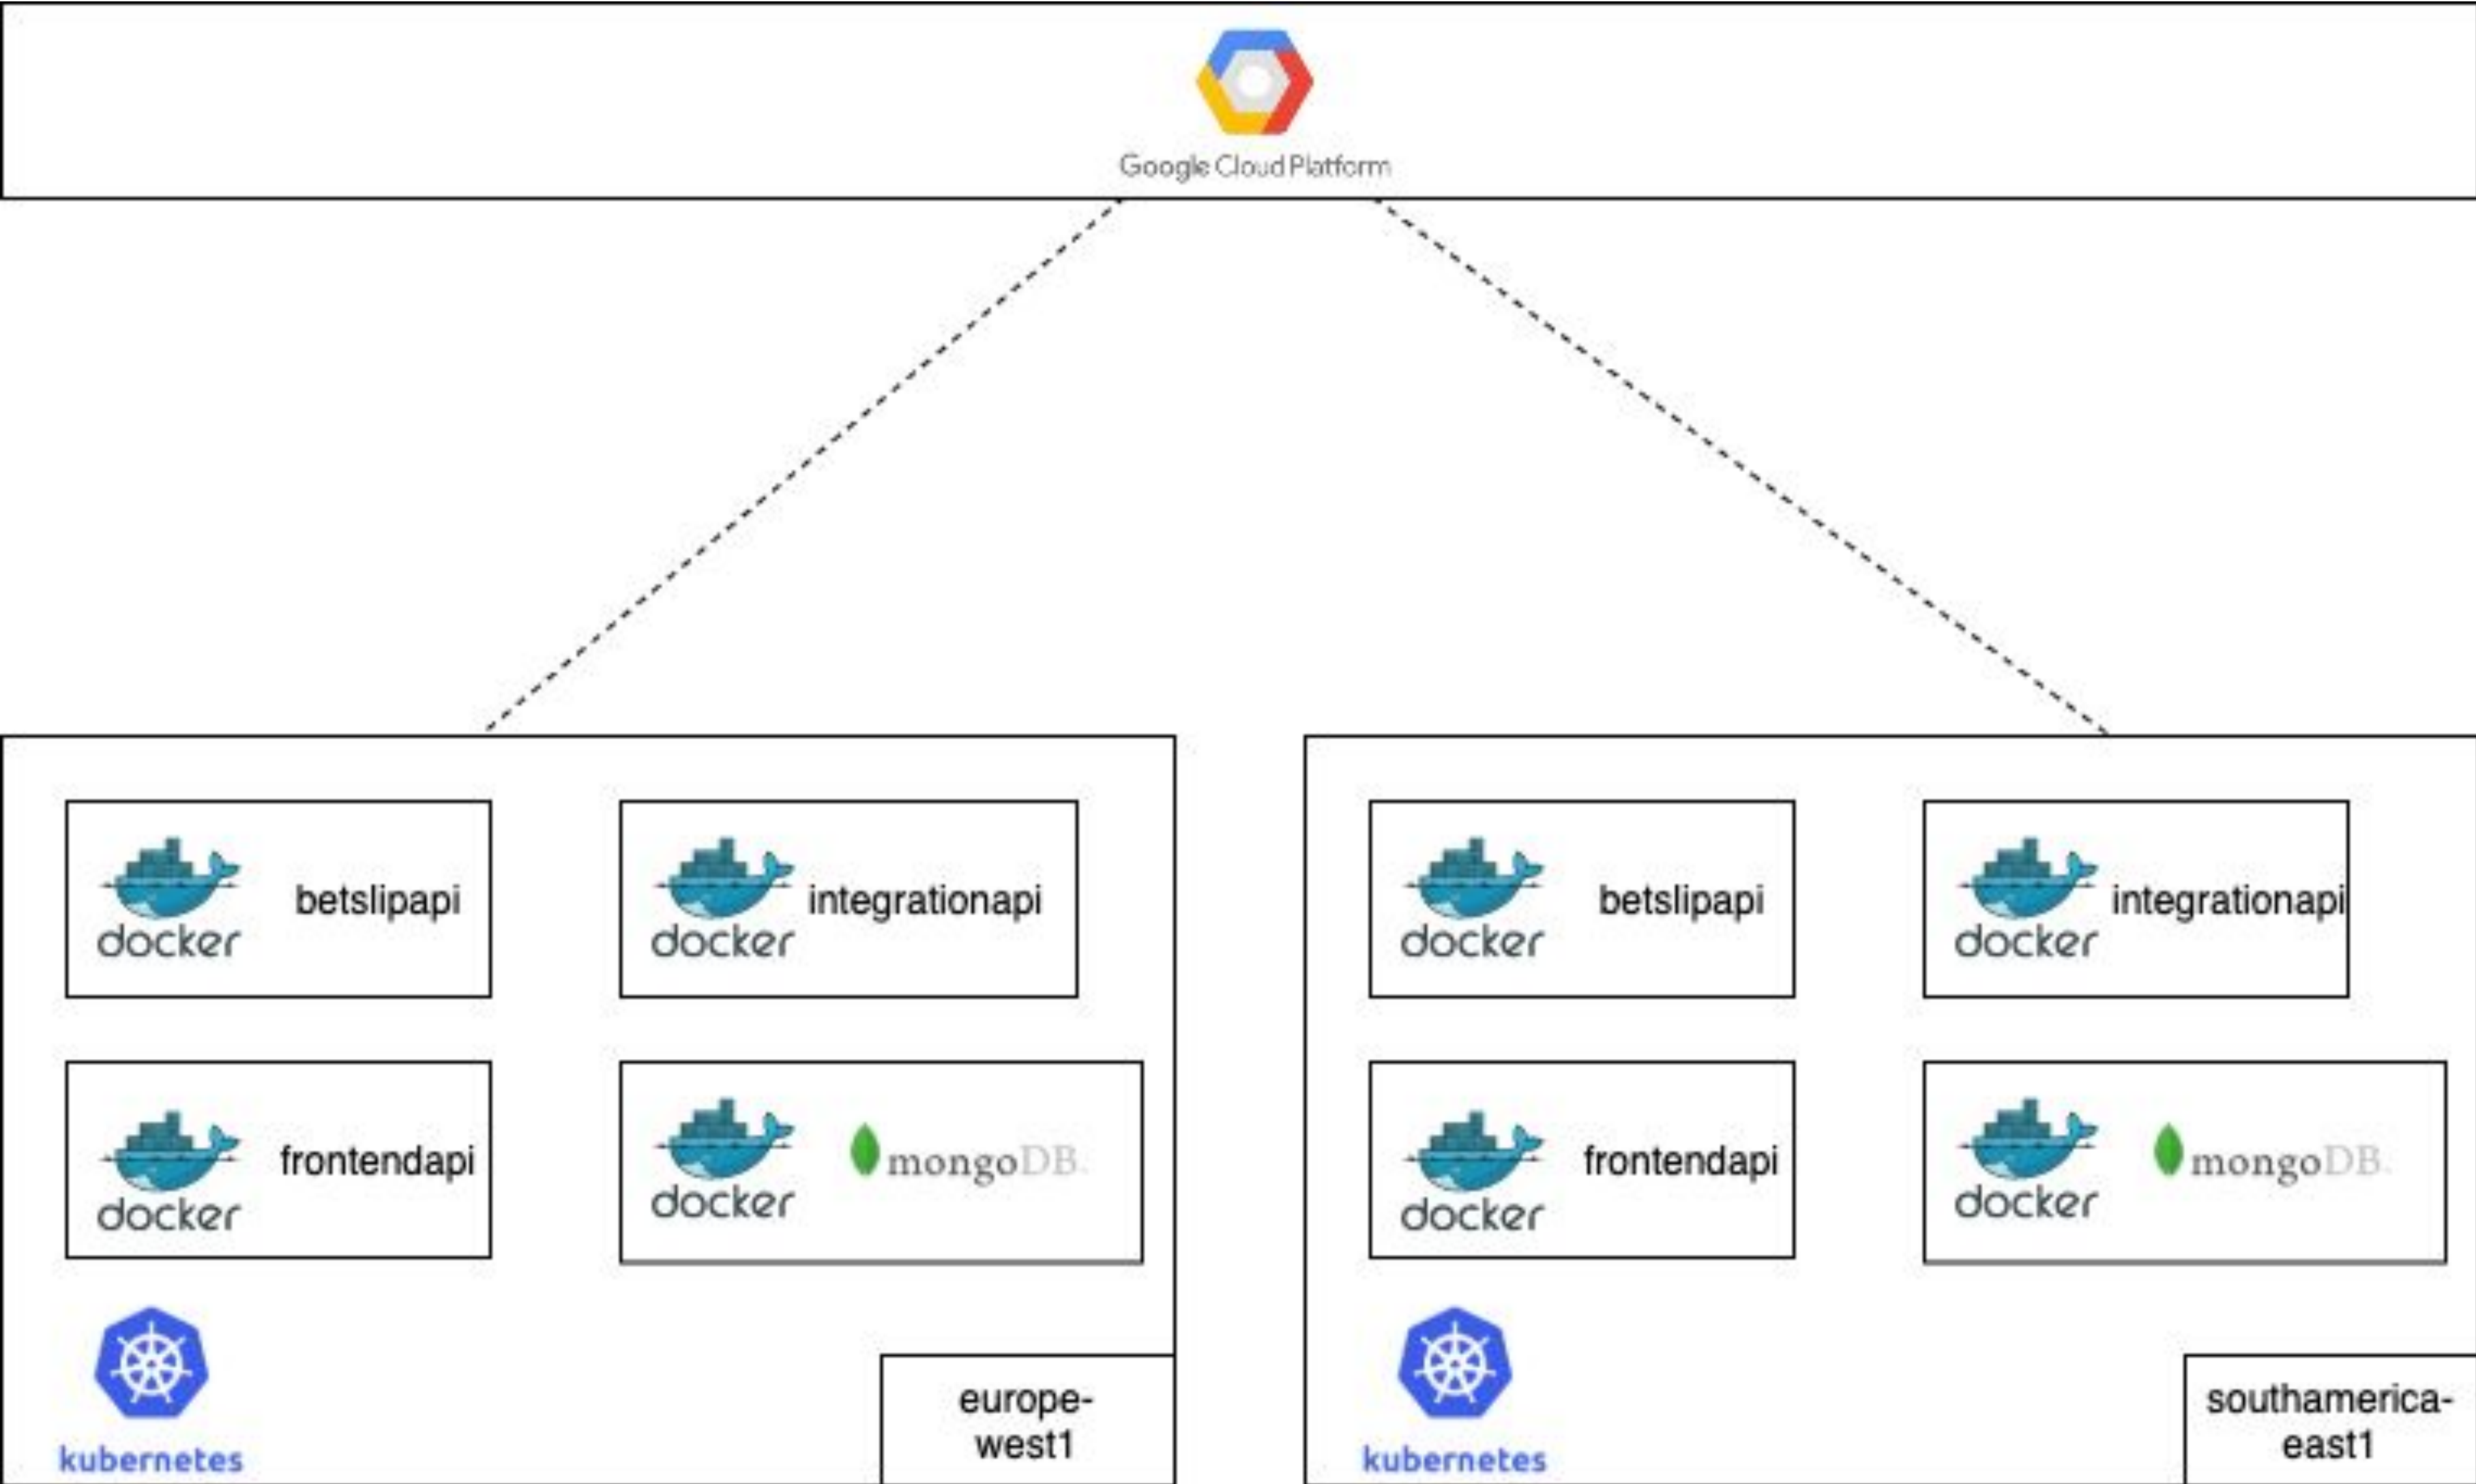 Google Cloud Platform
docker betslipapi
docker integrationapi
docker frontendapi
docker mongoDB.
kubernetes
europe-
west1
docker betslipapi
docker integrationapi
docker frontendapi
docker mongoDB.
kubernetes
southamerica-
east1